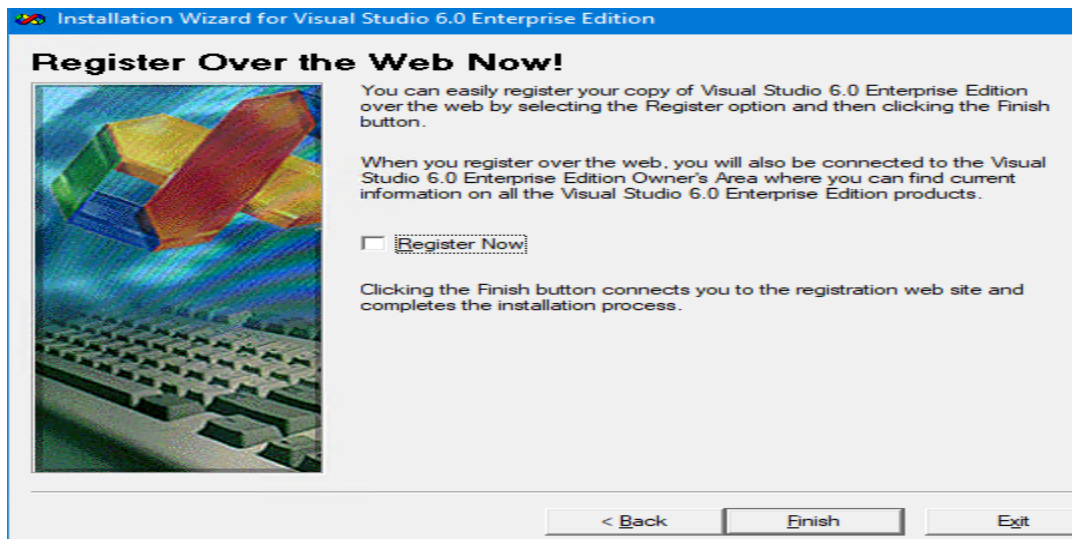 Installation Wizard for Visual Studio 6.0 Enterprise Edition
Register Over the Web Now!
You can easily register your copy of Visual Studio 6.0 Enterprise Edition
over the web by selecting the Register option and then clicking the Finish
button.
When you register over the web, you will also be connected to the Visual
Studio 6.0 Enterprise Edition Owner's Area where you can find current
information on all the Visual Studio 6.0 Enterprise Edition products.
Register Now
Clicking the Finish button connects you to the registration web site and
completes the installation process.
< Back Finish Exit